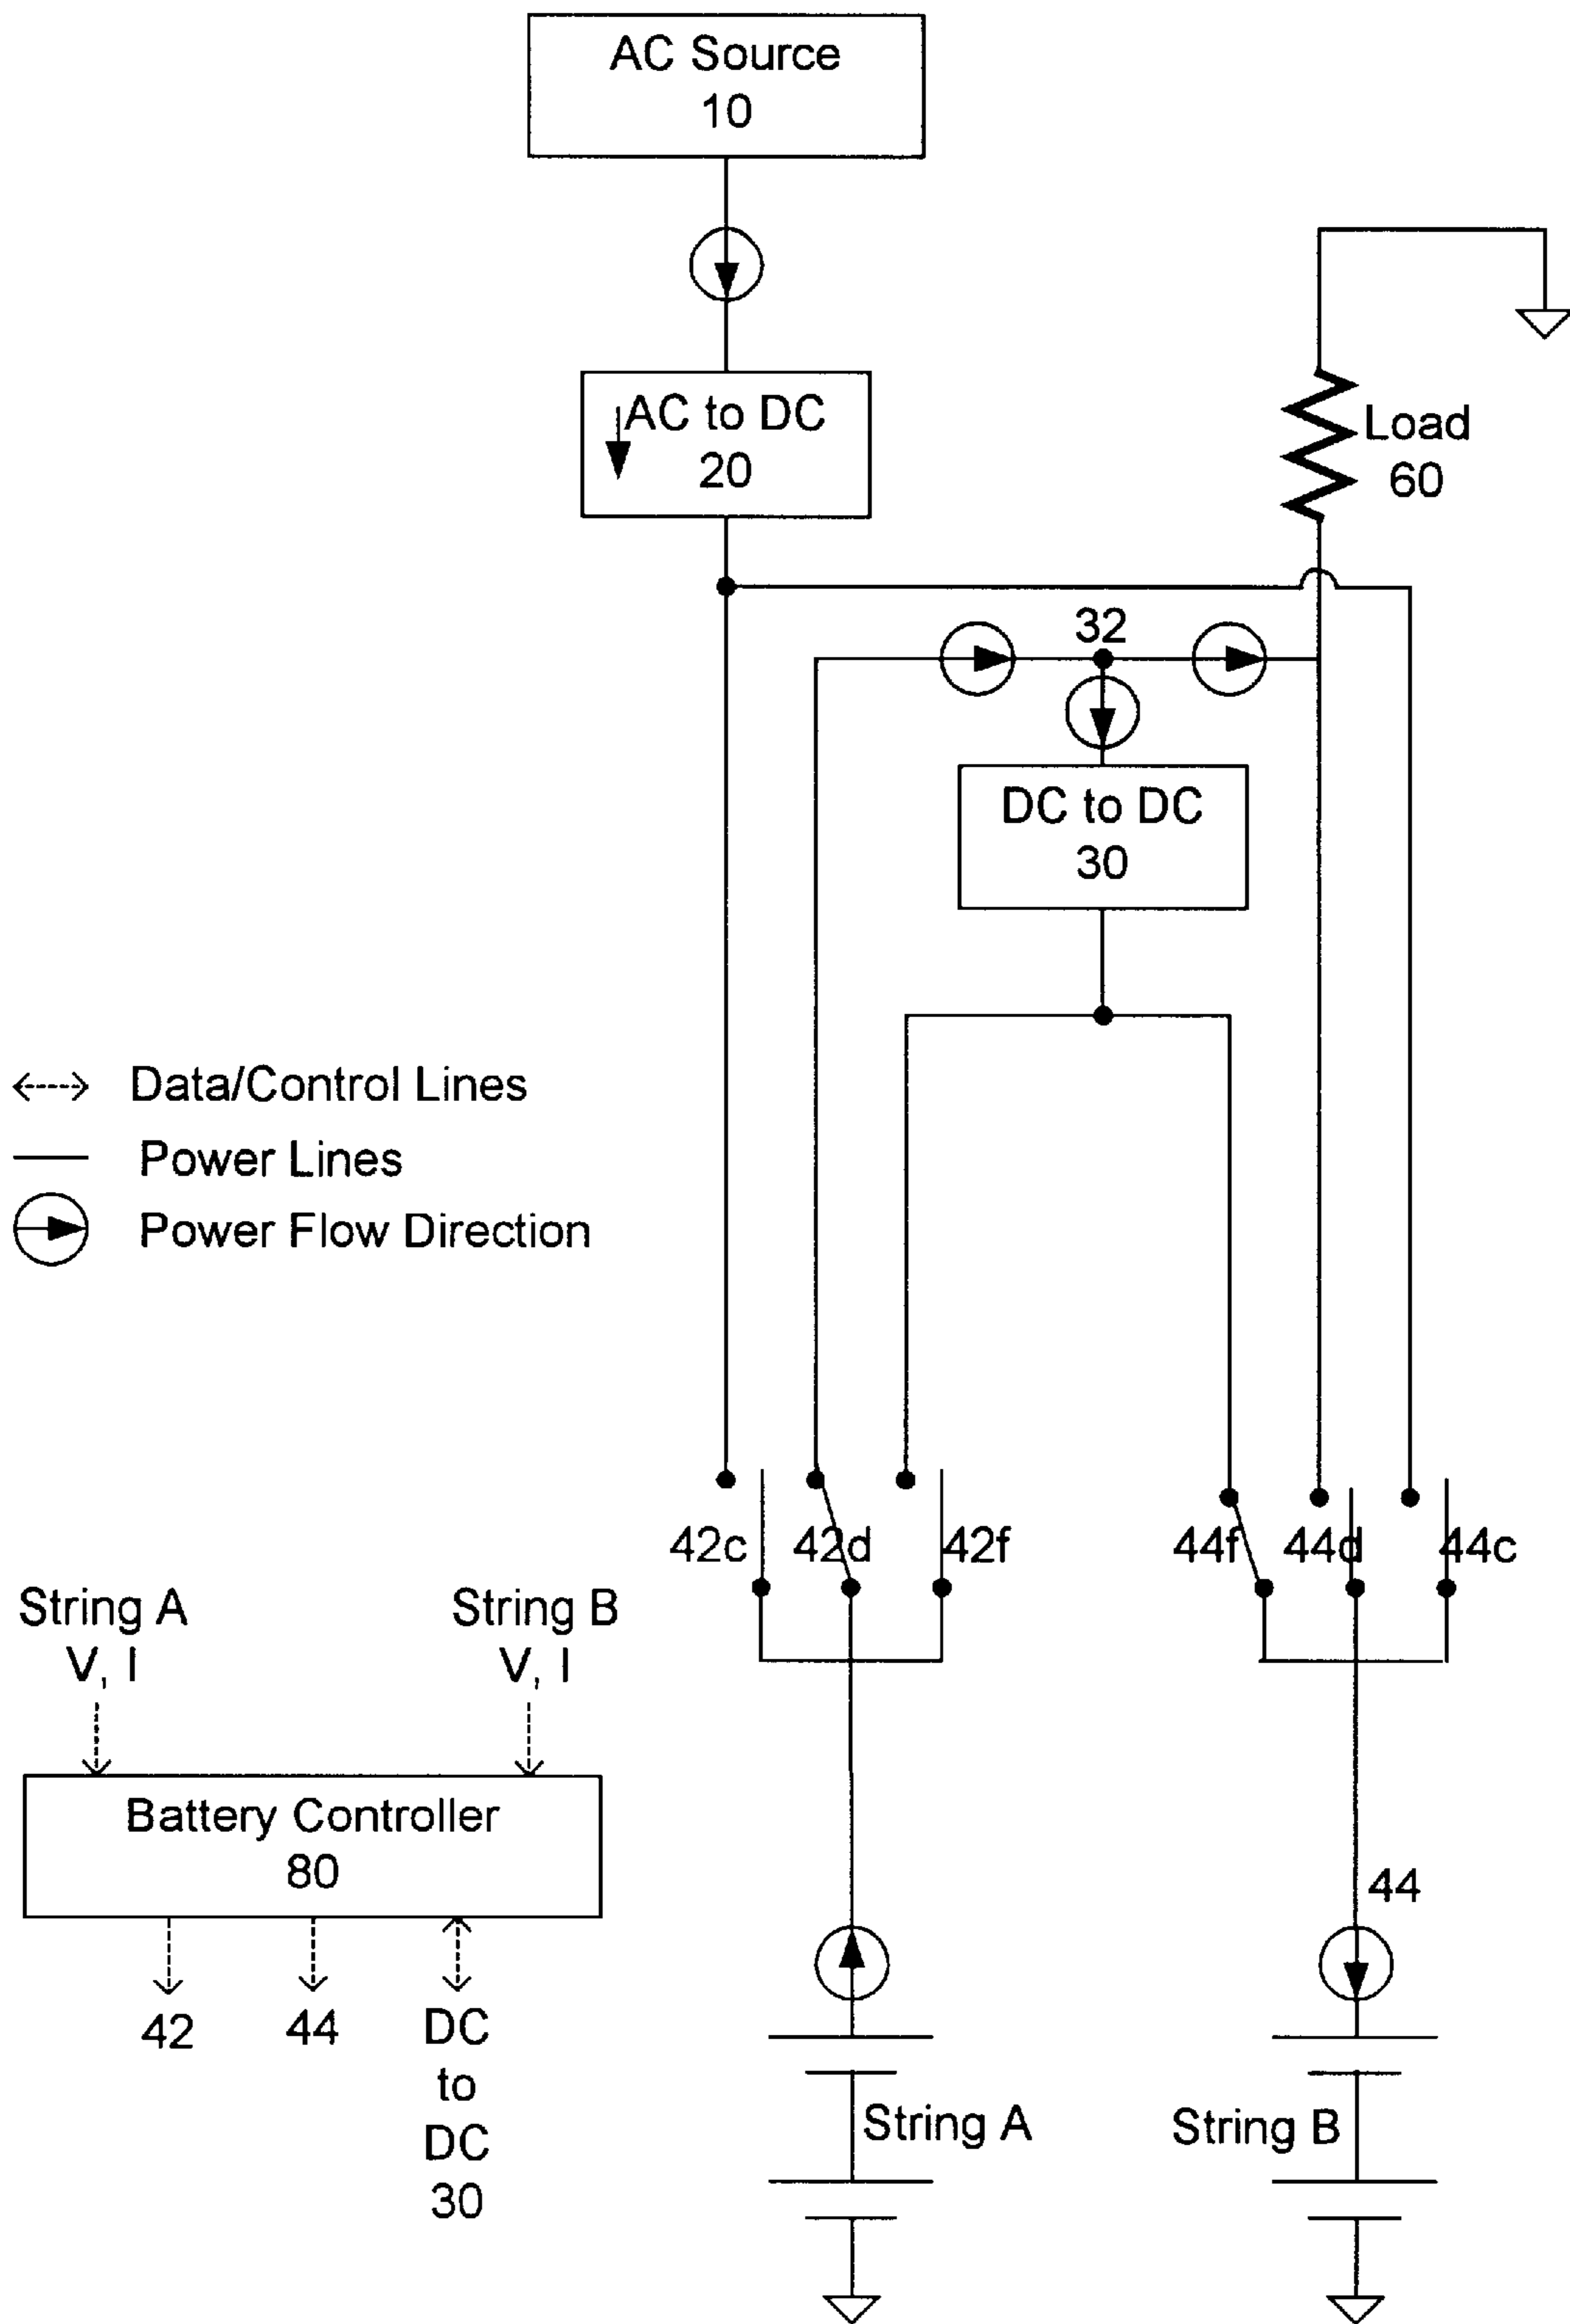 AC Source
10
AC to DC
20
Load
60
32
DC to DC
30
Data/Control Lines
Power Lines
Power Flow Direction
42c
42d
42f
44f
44d
44c
String A
V, I
String B
V, I
Battery Controller
80
44
42
44
DC
to
DC
30
String A
String B